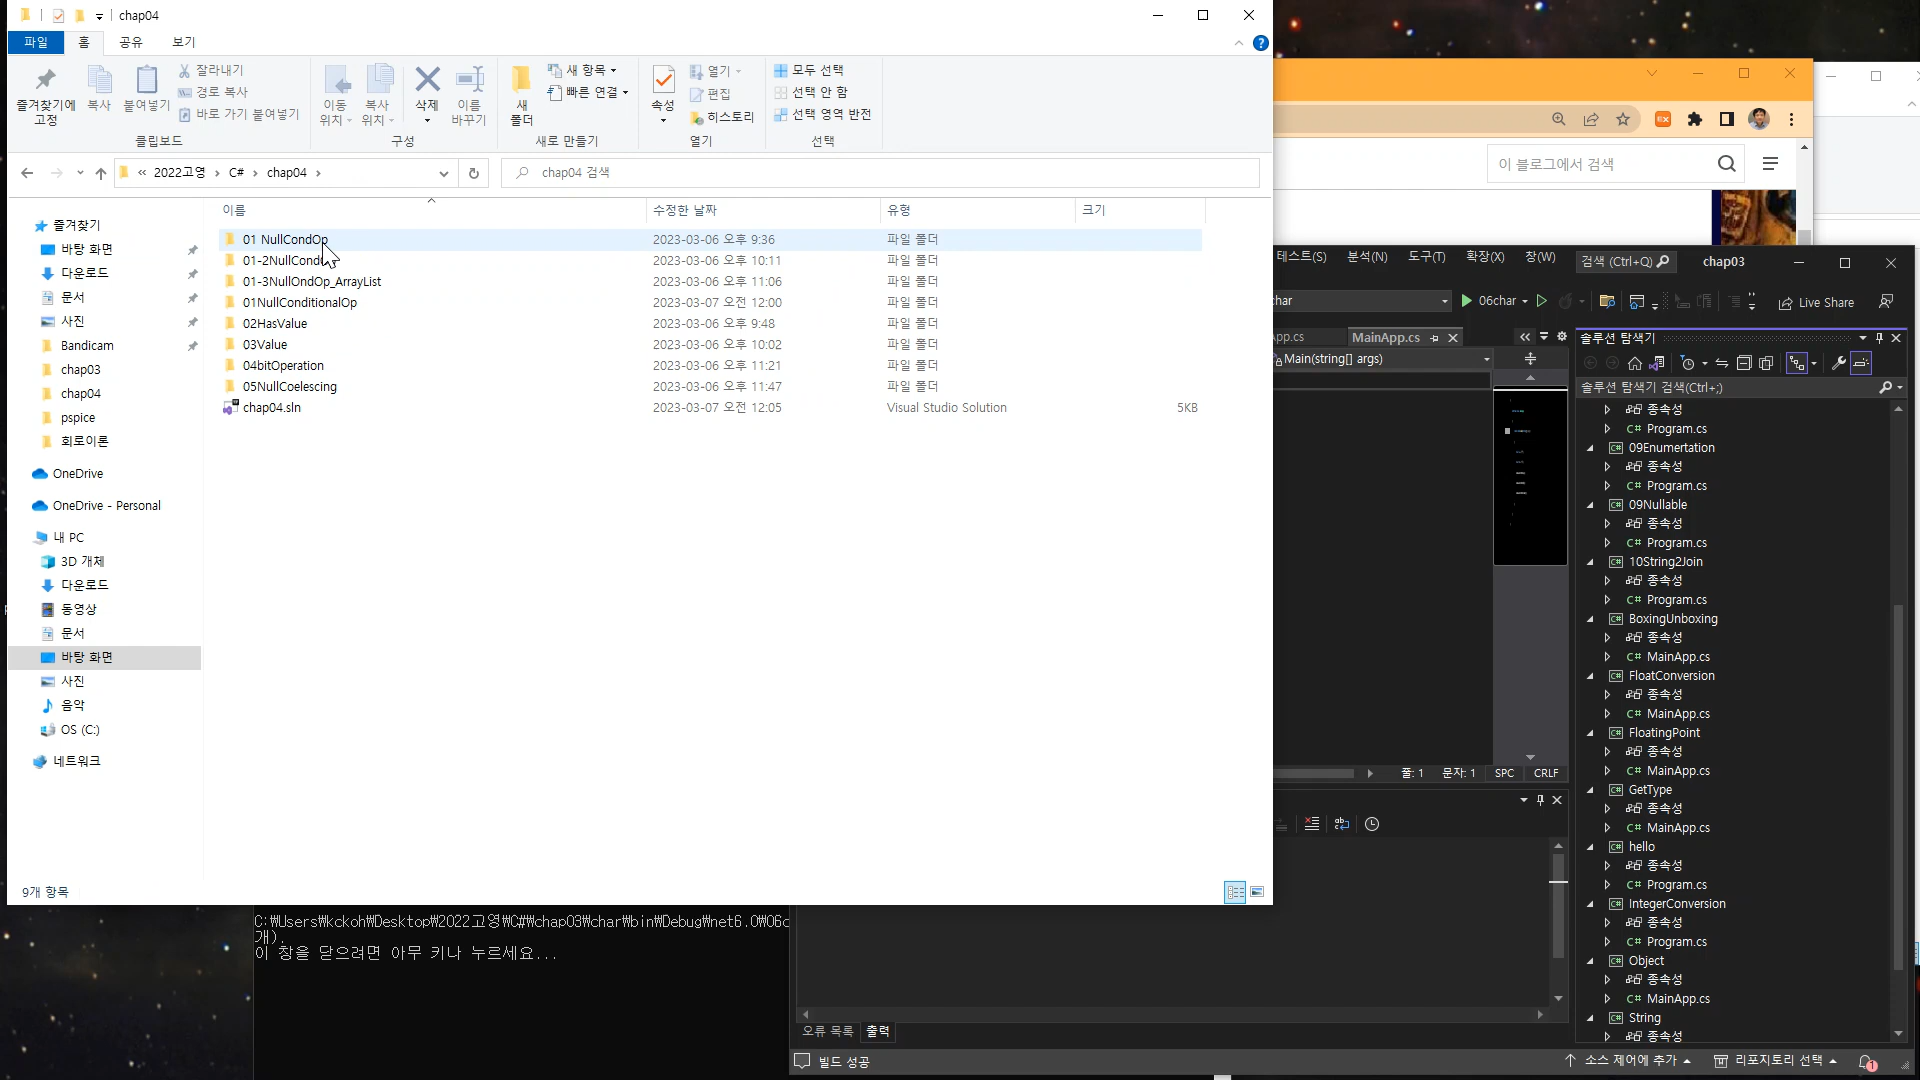 chap04
파일 홈 공유 보기
즐겨찾기에 고정
복사
붙여넣기
잘라내기
경로 복사
바로 가기 붙여넣기
클립보드
이동 위치
복사 위치
삭제
이름 바꾸기
구성
새 폴더
새 항목
빠른 연결
새로 만들기
속성
열기
편집
히스토리
열기
모두 선택
선택 안 함
선택 영역 반전
선택
« 2022고영 › C# › chap04 ›
chap04 검색
이름 수정한 날짜 유형 크기
01 NullCondOp 2023-03-06 오후 9:36 파일 폴더
2023-03-06 오후 10:11 파일 폴더
01-3NullOndOp_ArrayList 2023-03-06 오후 11:06 파일 폴더
01NullConditionalOp 2023-03-07 오전 12:00 파일 폴더
02HasValue 2023-03-06 오후 9:48 파일 폴더
03Value 2023-03-06 오후 10:02 파일 폴더
04bitOperation 2023-03-06 오후 11:21 파일 폴더
05NullCoelescing 2023-03-06 오후 11:47 파일 폴더
chap04.sln 2023-03-07 오전 12:05 Visual Studio Solution 5KB
즐겨찾기
바탕 화면
다운로드
문서
사진
Bandicam
chap03
chap04
pspice
회로이론
OneDrive
OneDrive - Personal
내 PC
3D 개체
다운로드
동영상
문서
바탕 화면
사진
음악
OS (C:)
네트워크
9개 항목
이 블로그에서 검색
테스트(S) 분석(N) 도구(T) 확장(X) 창(W) 검색 (Ctrl+Q) chap03
har 06char Live Share
pp.cs MainApp.cs
Main(string[] args)
줄: 1 문자: 1 SPC CRLF
솔루션 탐색기
솔루션 탐색기 검색(Ctrl+;)
종속성
C# Program.cs
09Enumertation
종속성
C# Program.cs
09Nullable
종속성
C# Program.cs
10String2Join
종속성
C# Program.cs
BoxingUnboxing
종속성
C# MainApp.cs
FloatConversion
종속성
C# MainApp.cs
FloatingPoint
종속성
C# MainApp.cs
GetType
종속성
C# MainApp.cs
hello
종속성
C# Program.cs
IntegerConversion
종속성
C# Program.cs
Object
종속성
C# MainApp.cs
String
종속성
C:₩Users₩kckoh₩Desktop₩2022고영₩C#₩chap03₩char₩bin₩Debug₩net6.0₩06c
개).
이 창을 닫으려면 아무 키나 누르세요...
오류 목록 출력
빌드 성공
소스 제어에 추가 리포지토리 선택 1